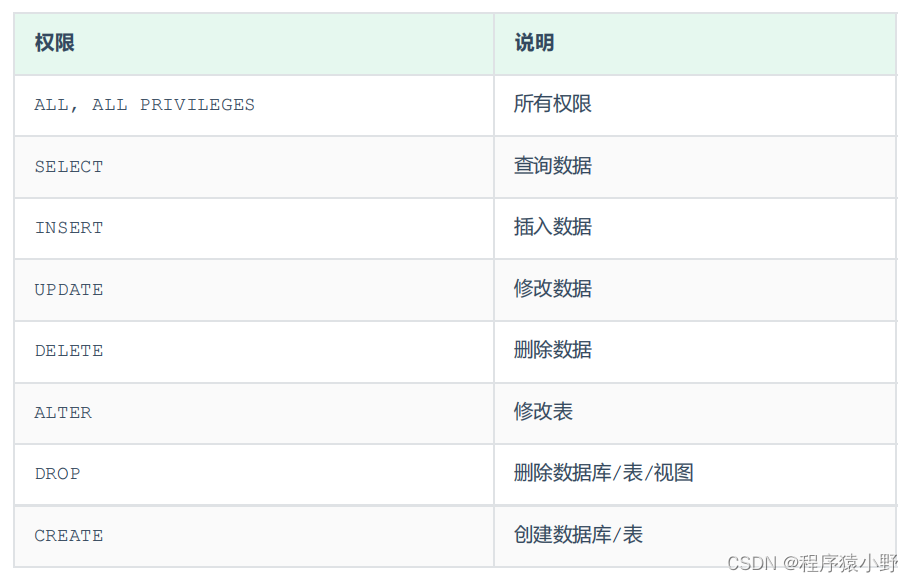 权限 说明
ALL, ALL PRIVILEGES 所有权限
SELECT 查询数据
INSERT 插入数据
UPDATE 修改数据
DELETE 删除数据
ALTER 修改表
DROP 删除数据库/表/视图
CREATE 创建数据库/表
CSDN @程序猿小野